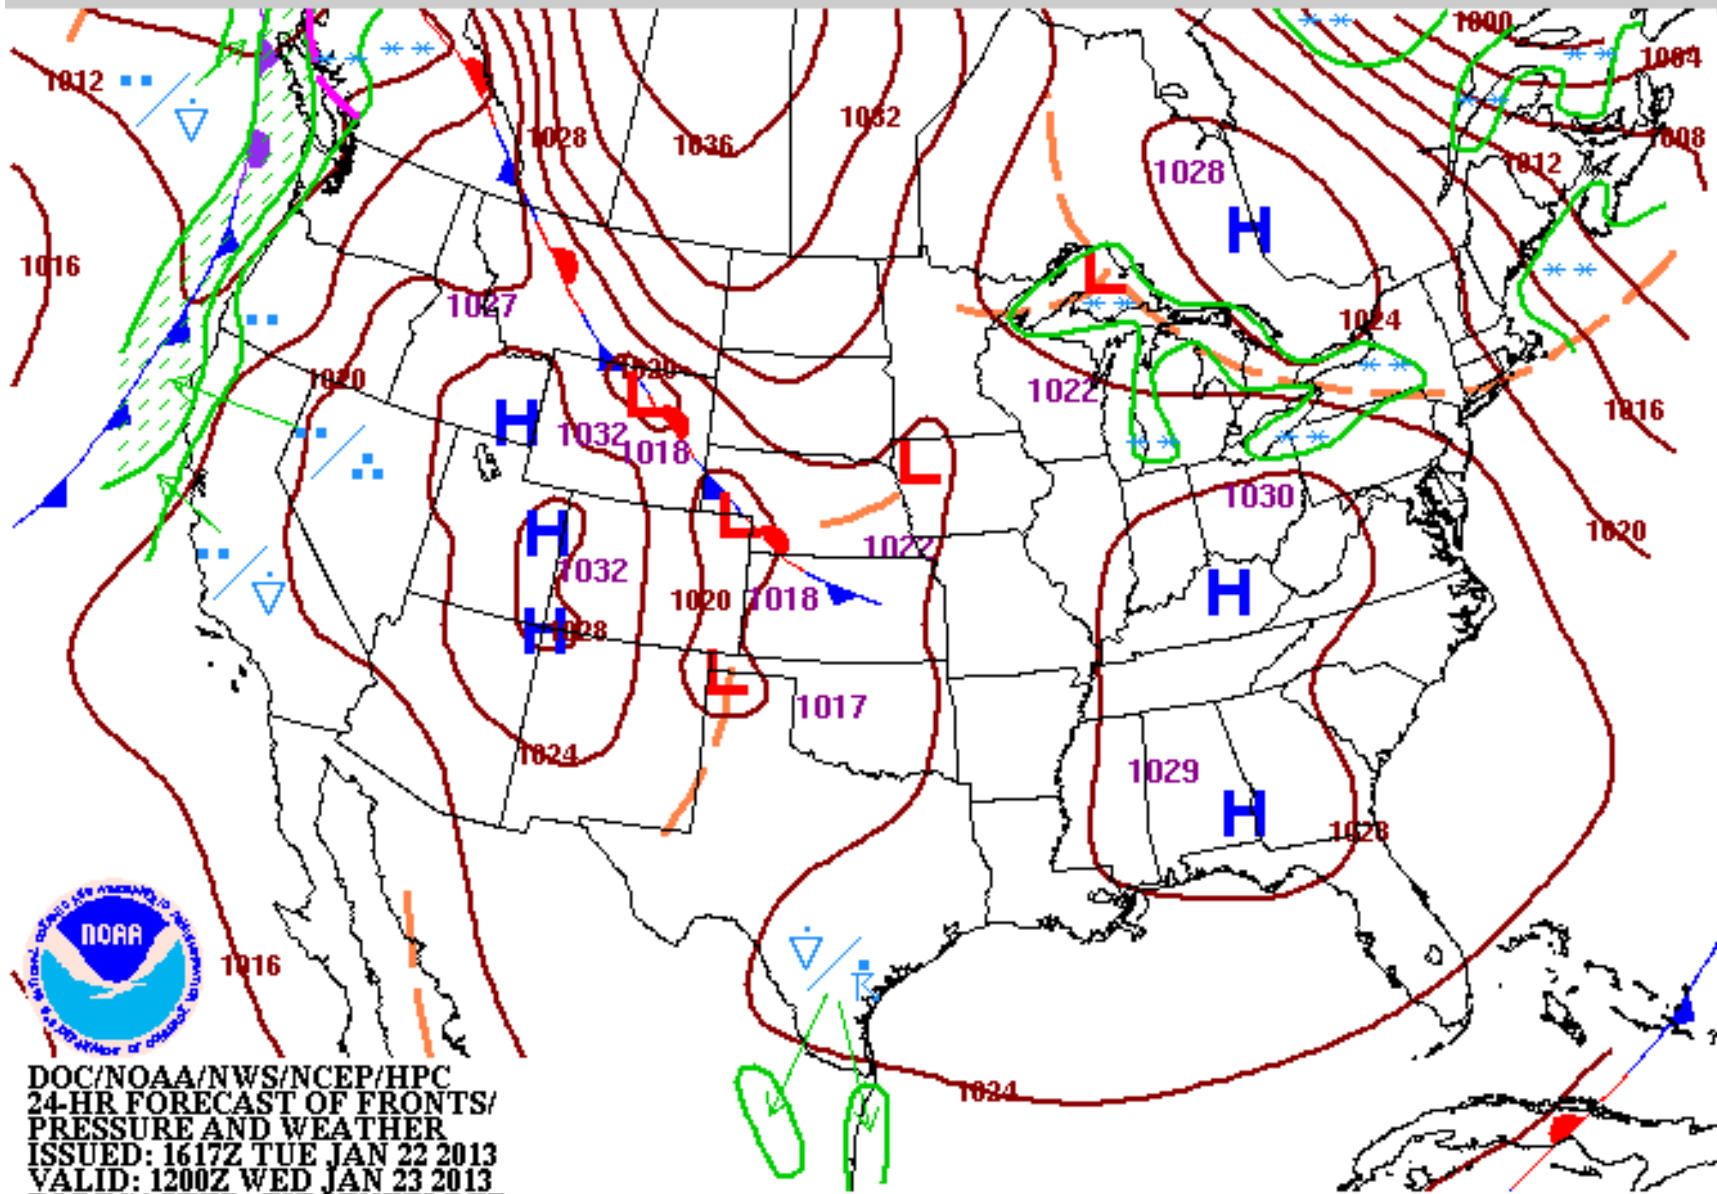 1000
1004
1012
1032
1028
1036
1008
1012
1028
1016
1027
1024
1020
1020
1022
1016
1032
1018
1030
1020
1022
1032
1020
1018
1028
1017
1024
1029
1028
1016
1024
H
L
H
L
L
H
L
H
H
L
H
NOAA
DOC/NOAA/NWS/NCEP/HPC
24-HR FORECAST OF FRONTS/
PRESSURE AND WEATHER
ISSUED: 1617Z TUE JAN 22 2013
VALID: 1200Z WED JAN 23 2013